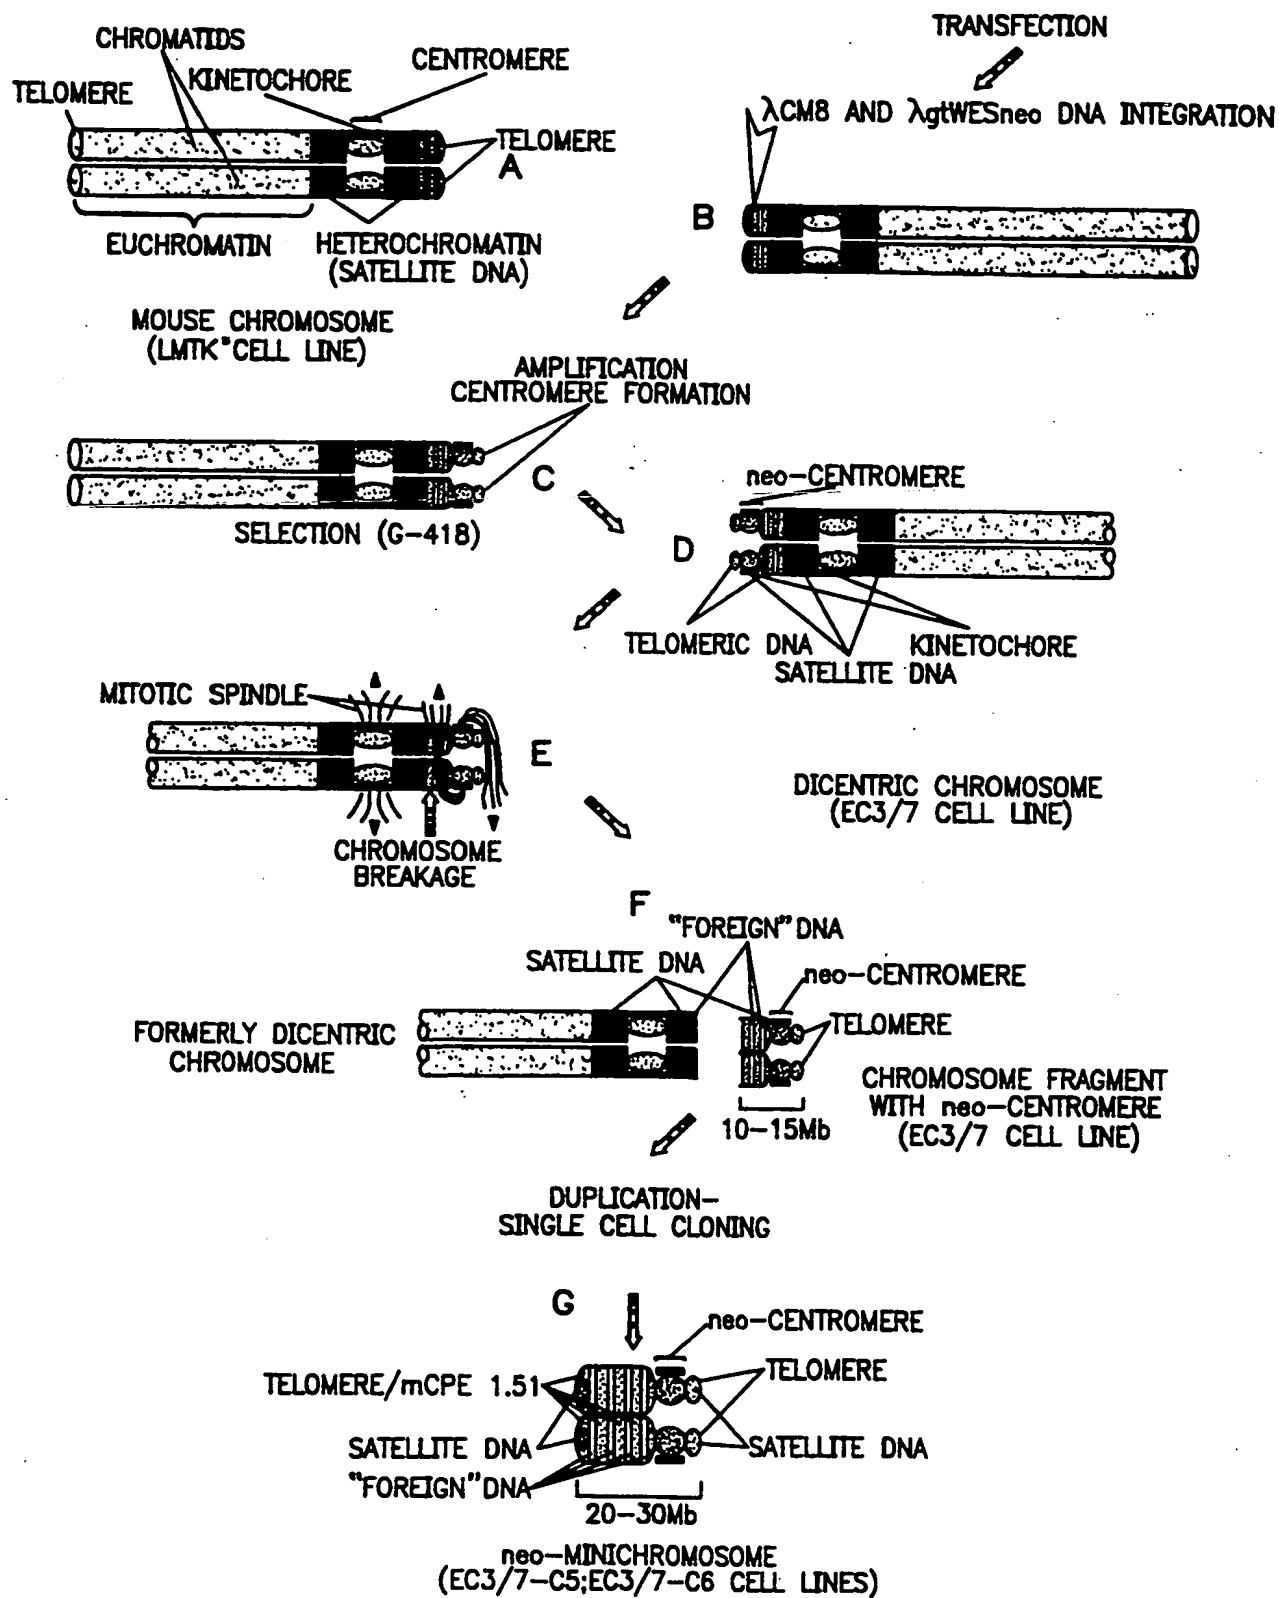 CHROMATIDS
KINETOCHORE
CENTROMERE
TELOMERE
TELOMERE
A
EUCHROMATIN
HETEROCHROMATIN
(SATELLITE DNA)
MOUSE CHROMOSOME
(LMTK⁻ CELL LINE)
TRANSFECTION
λCM8 AND λgtWESneo DNA INTEGRATION
B
AMPLIFICATION
CENTROMERE FORMATION
C
SELECTION (G-418)
neo-CENTROMERE
D
TELOMERIC DNA
KINETOCHORE
SATELLITE DNA
DICENTRIC CHROMOSOME
(EC3/7 CELL LINE)
MITOTIC SPINDLE
E
CHROMOSOME
BREAKAGE
F
"FOREIGN" DNA
SATELLITE DNA
neo-CENTROMERE
TELOMERE
FORMERLY DICENTRIC
CHROMOSOME
CHROMOSOME FRAGMENT
WITH neo-CENTROMERE
(EC3/7 CELL LINE)
10-15Mb
DUPLICATION-
SINGLE CELL CLONING
G
neo-CENTROMERE
TELOMERE/mCPE 1.51
TELOMERE
SATELLITE DNA
SATELLITE DNA
"FOREIGN" DNA
20-30Mb
neo-MINICHROMOSOME
(EC3/7-C5;EC3/7-C6 CELL LINES)